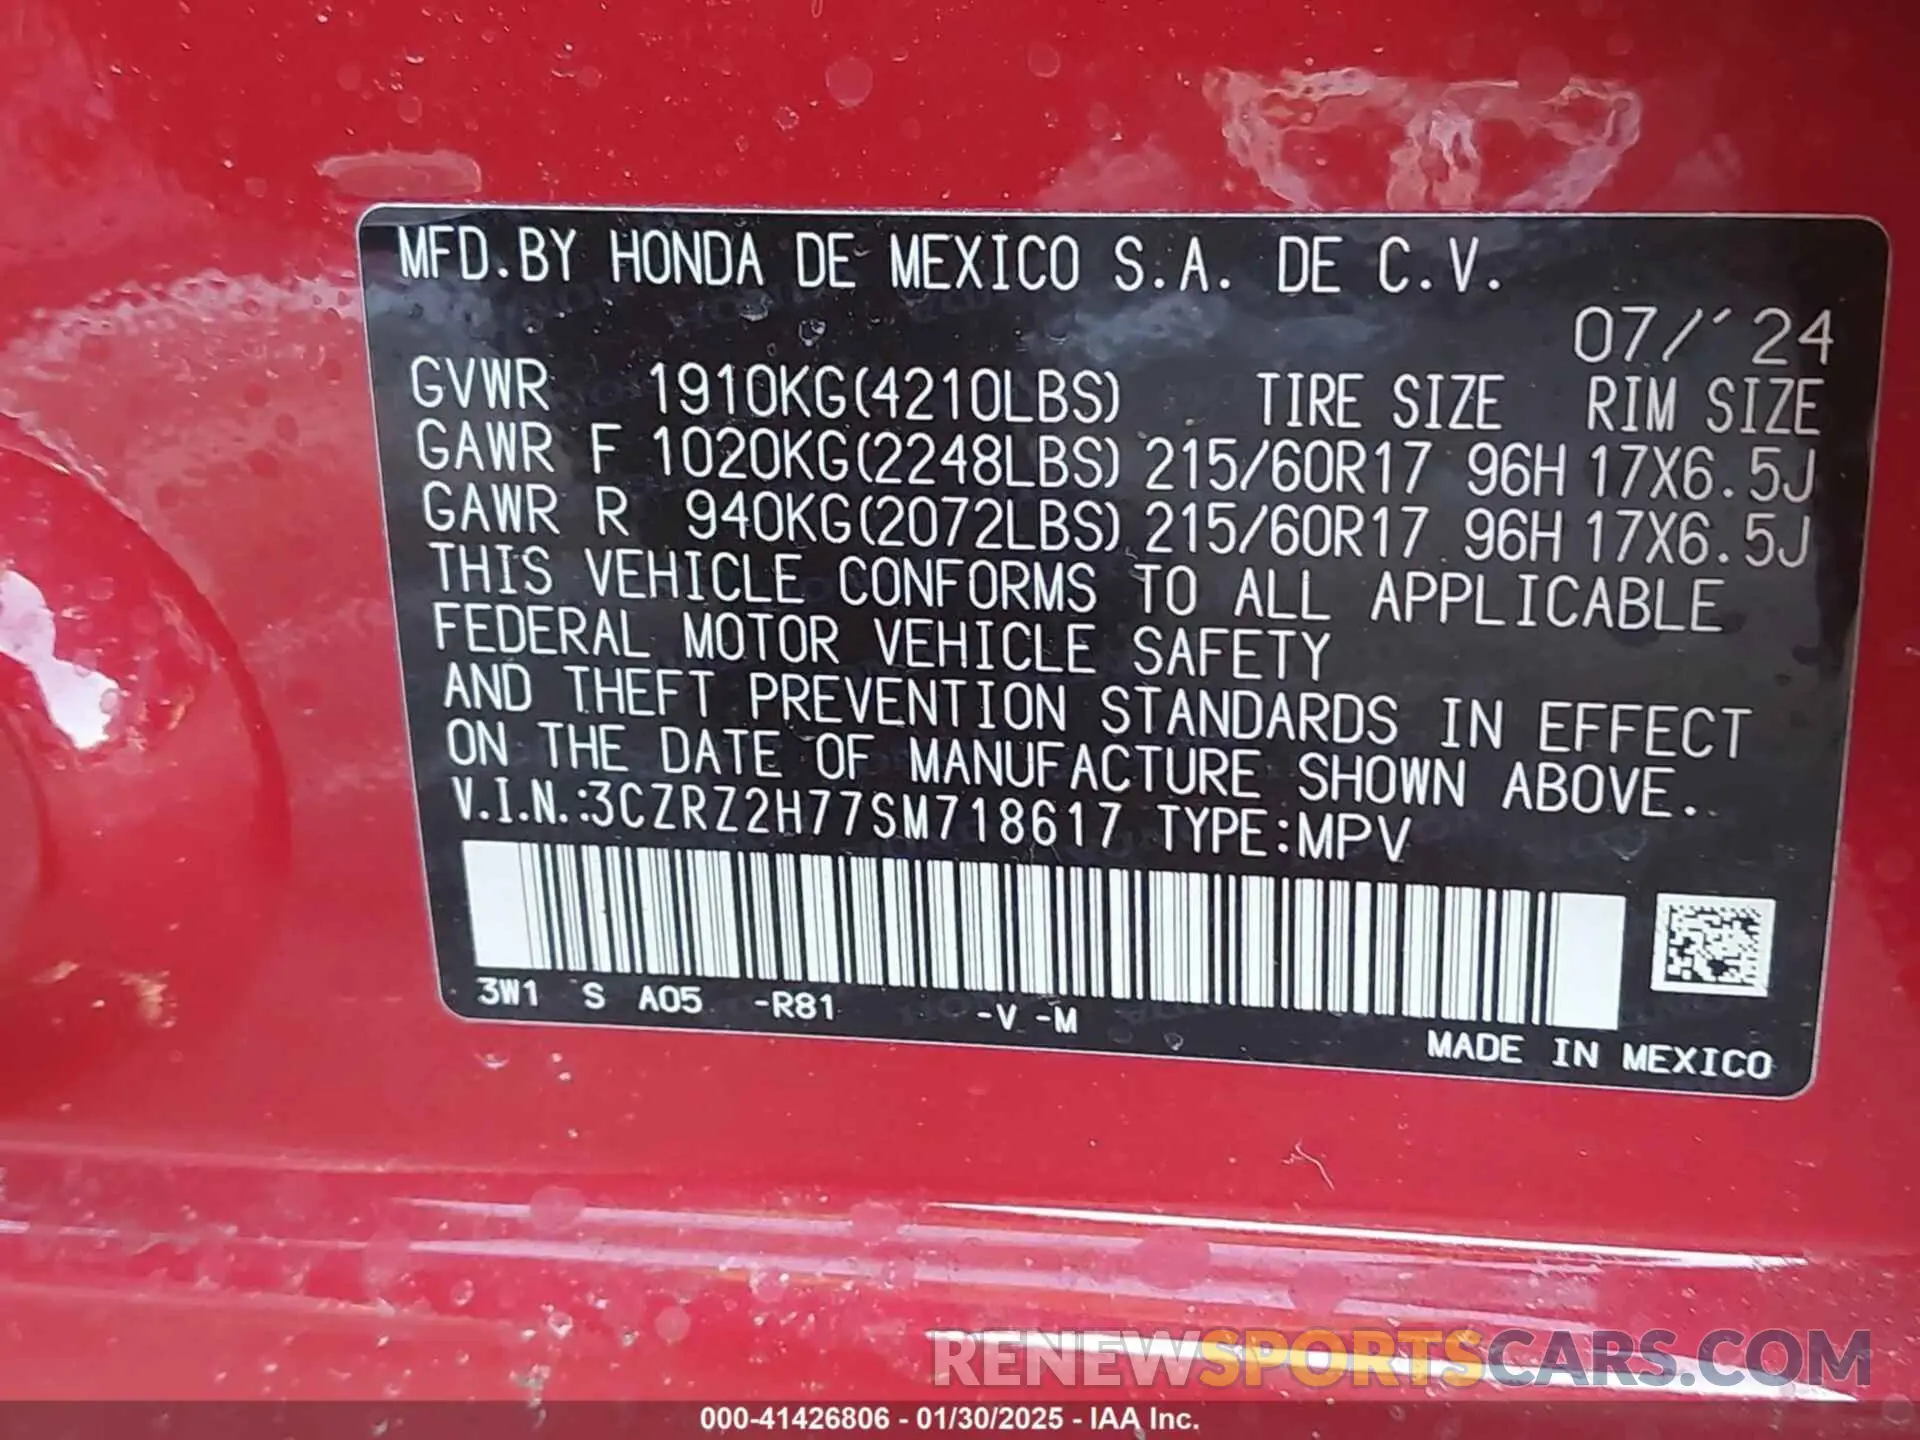 MFD.BY HONDA DE MEXICO S.A. DE C.V.
07/'24
GVWR 1910KG(4210LBS) TIRE SIZE RIM SIZE
GAWR F 1020KG(2248LBS) 215/60R17 96H 17X6.5J
GAWR R 940KG(2072LBS) 215/60R17 96H 17X6.5J
THIS VEHICLE CONFORMS TO ALL APPLICABLE
FEDERAL MOTOR VEHICLE SAFETY
AND THEFT PREVENTION STANDARDS IN EFFECT
ON THE DATE OF MANUFACTURE SHOWN ABOVE.
V.I.N.:3CZRZ2H77SM718617 TYPE:MPV
3W1 S A05 -R81 -V -M
MADE IN MEXICO
RENEWSPORTSCARS.COM
000-41426806 - 01/30/2025 - IAA Inc.